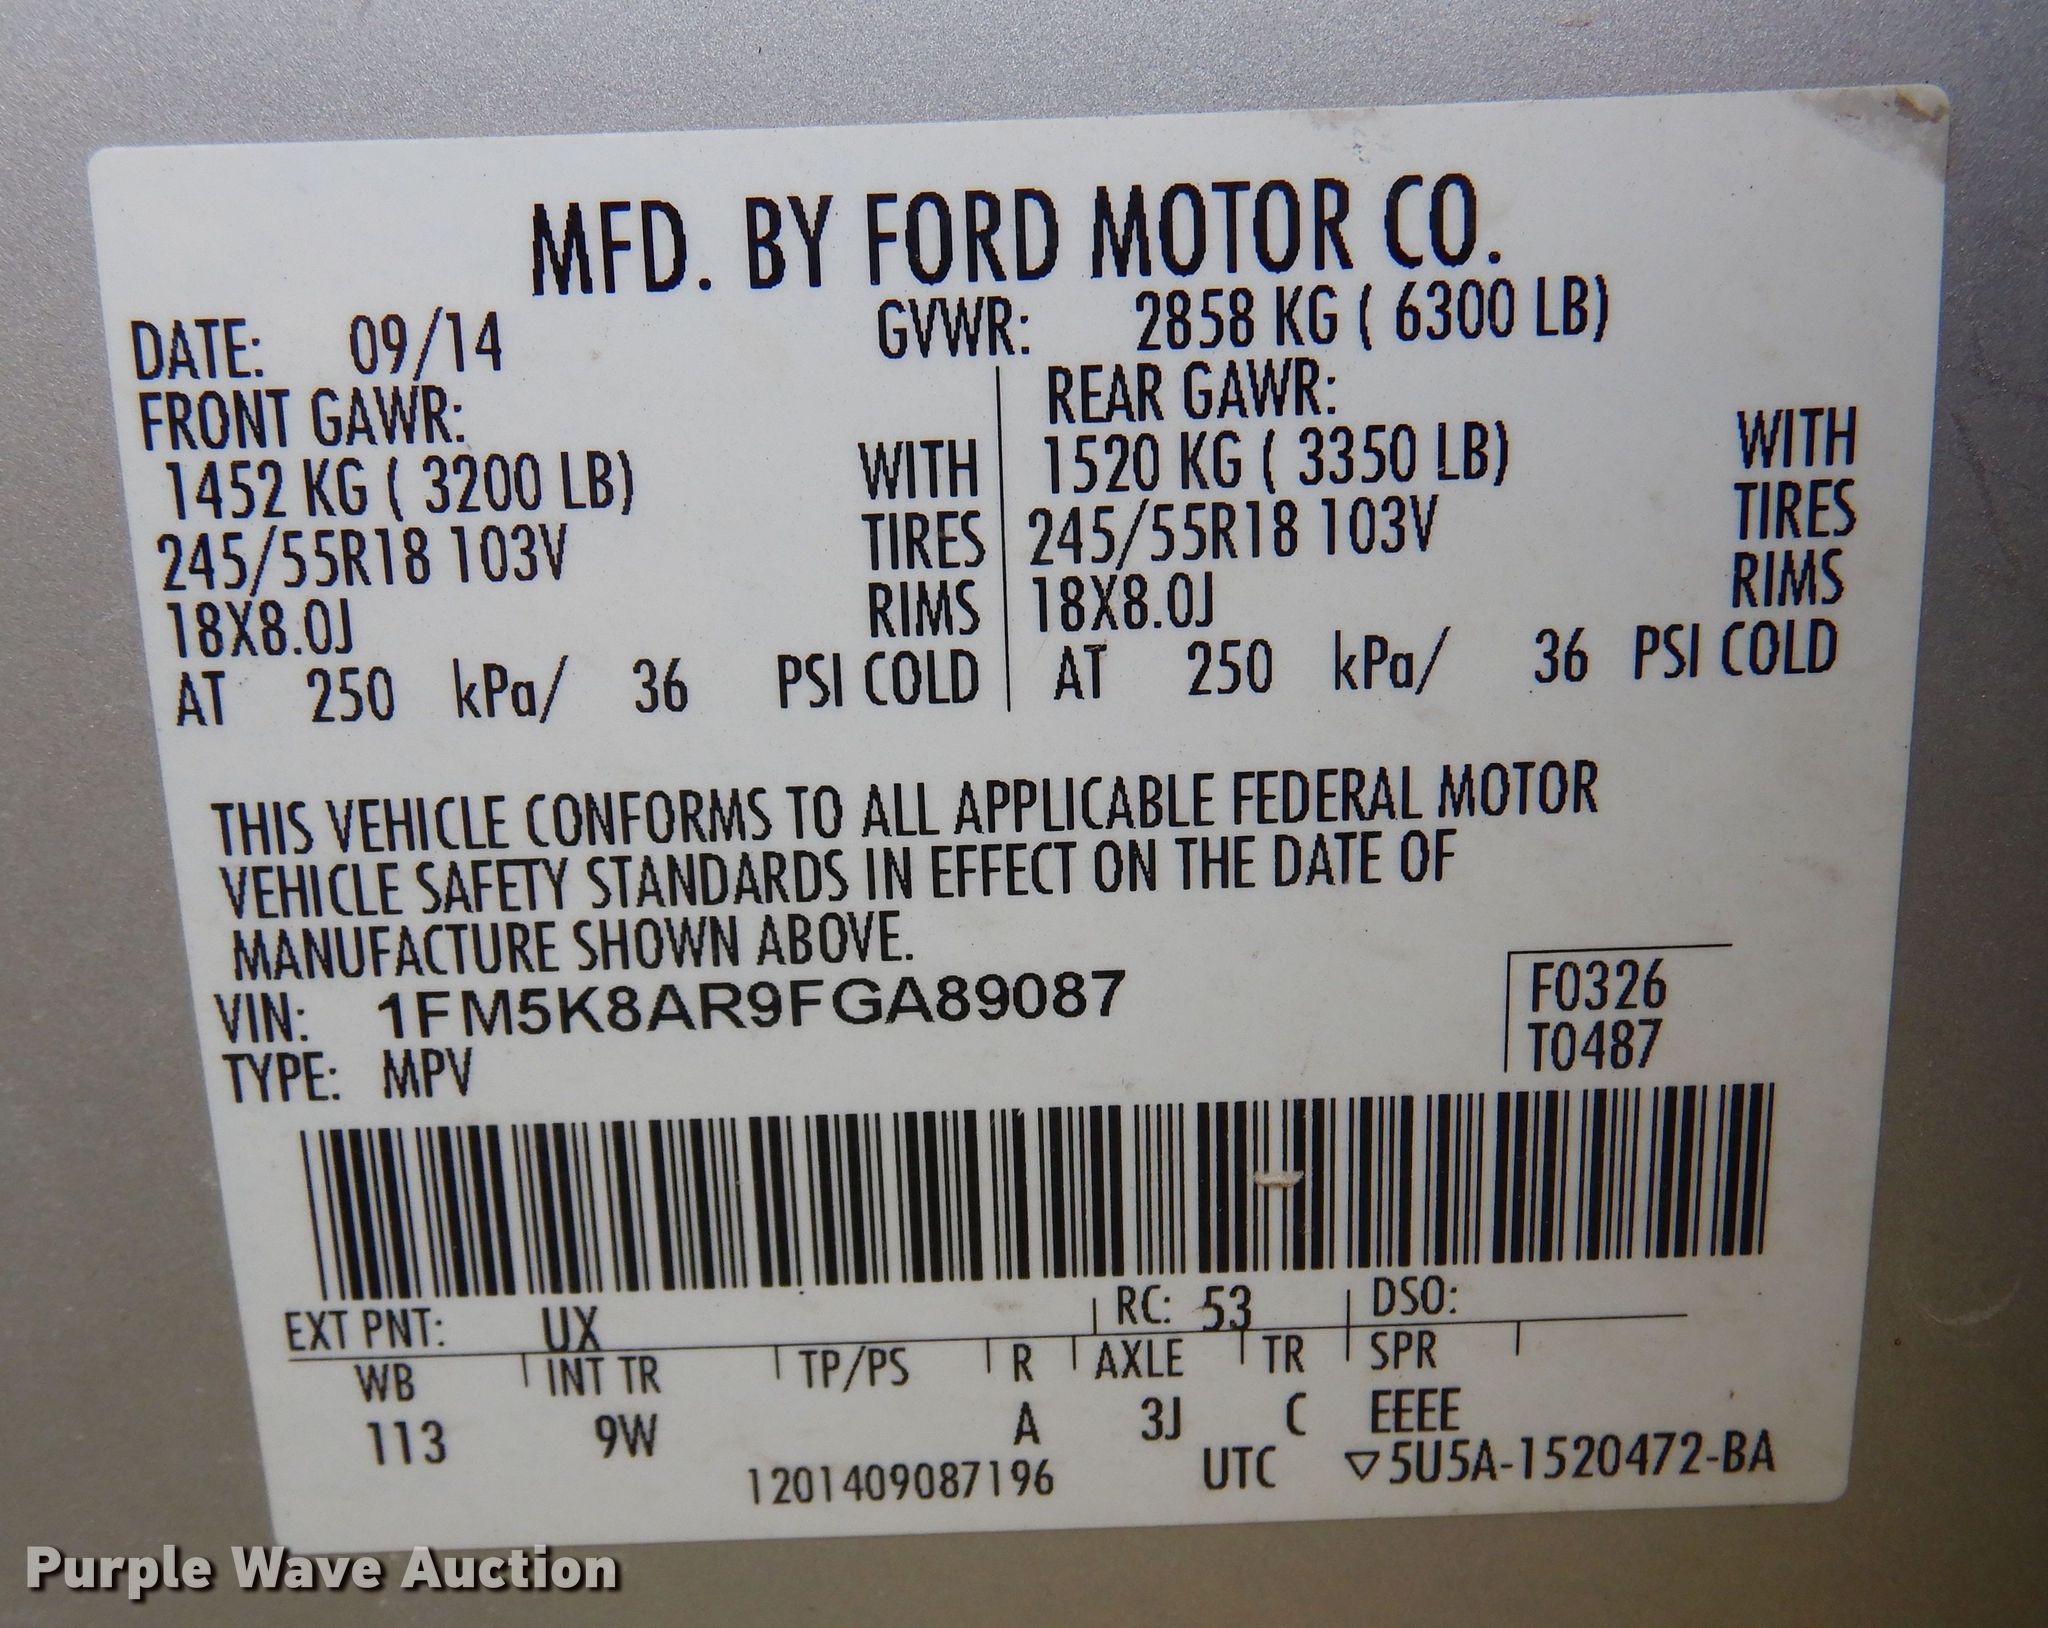 MFD. BY FORD MOTOR CO.
DATE: 09/14 GVWR: 2858 KG ( 6300 LB)
FRONT GAWR: REAR GAWR:
1452 KG ( 3200 LB) WITH 1520 KG ( 3350 LB) WITH
245/55R18 103V TIRES 245/55R18 103V TIRES
18X8.0J RIMS 18X8.0J RIMS
AT 250 kPa/ 36 PSI COLD AT 250 kPa/ 36 PSI COLD
THIS VEHICLE CONFORMS TO ALL APPLICABLE FEDERAL MOTOR
VEHICLE SAFETY STANDARDS IN EFFECT ON THE DATE OF
MANUFACTURE SHOWN ABOVE.
VIN: 1FM5K8AR9FGA89087 F0326
TYPE: MPV T0487
EXT PNT: UX RC: 53 DSO:
WB INT TR TP/PS R AXLE TR SPR
113 9W A 3J C EEEE
1201409087196 UTC ▽5U5A-1520472-BA
Purple Wave Auction